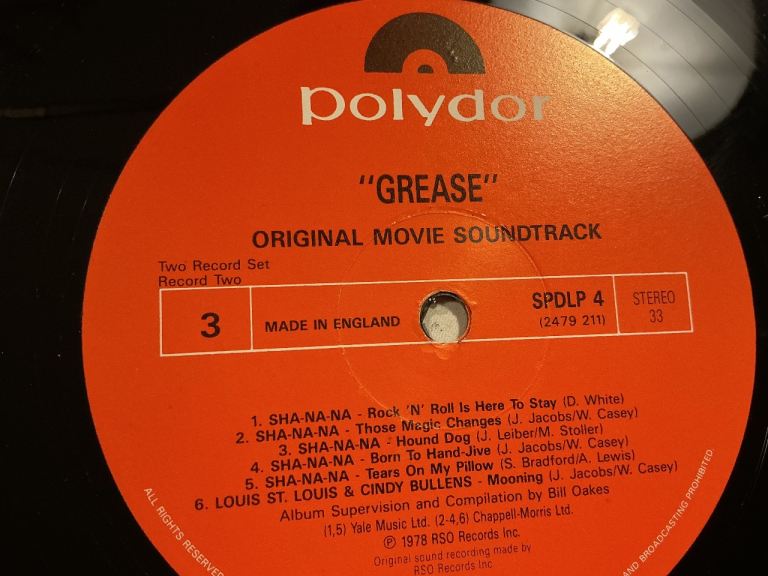 polydor
"GREASE"
ORIGINAL MOVIE SOUNDTRACK
Two Record Set
Record Two
3
MADE IN ENGLAND
SPDLP 4
(2479 211)
STEREO
33
1. SHA-NA-NA - Rock 'N' Roll Is Here To Stay (D. White)
2. SHA-NA-NA - Those Magic Changes (J. Jacobs/W. Casey)
3. SHA-NA-NA - Hound Dog (J. Leiber/M. Stoller)
4. SHA-NA-NA - Born To Hand-Jive (J. Jacobs/W. Casey)
5. SHA-NA-NA - Tears On My Pillow (S. Bradford/A. Lewis)
6. LOUIS ST. LOUIS & CINDY BULLENS - Mooning (J. Jacobs/W. Casey)
Album Supervision and Compilation by Bill Oakes
(1,5) Yale Music Ltd. (2-4,6) Chappell-Morris Ltd.
℗ 1978 RSO Records Inc.
Original sound recording made by
RSO Records Inc
ALL RIGHTS RESERVED
AND BROADCASTING PROHIBITED.